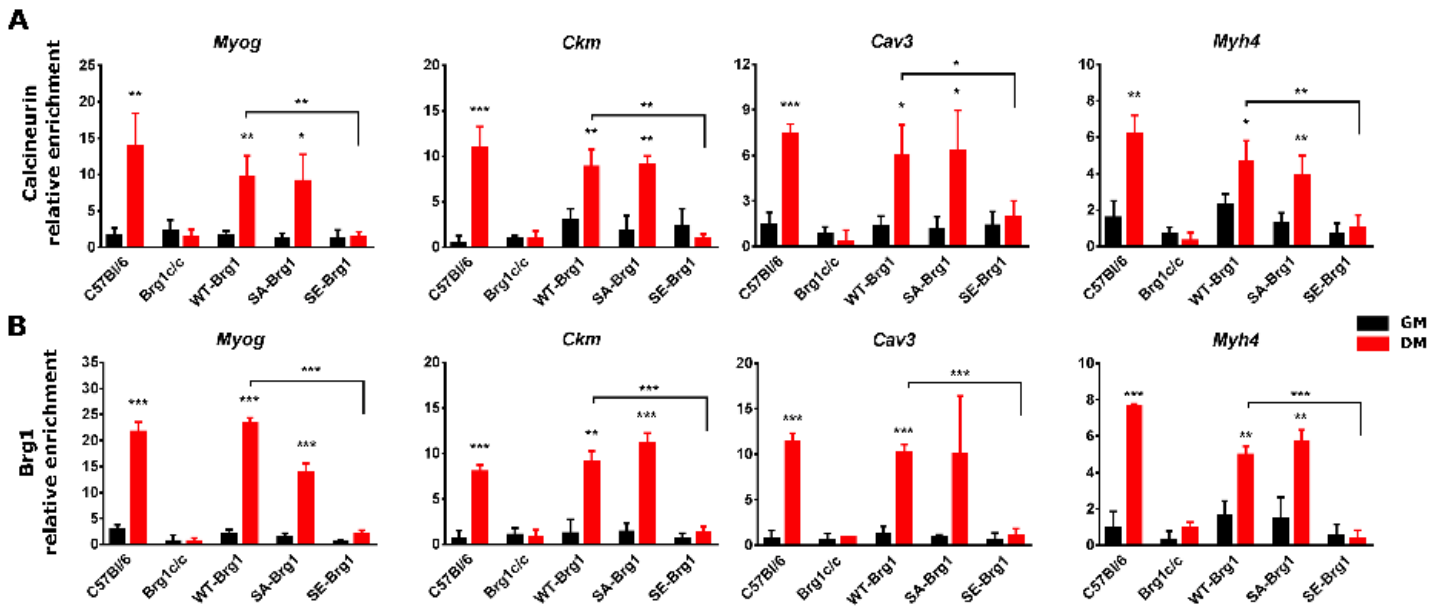 A
Myog
Ckm
Cav3
Myh4
Calcineurin
relative enrichment
25
20
15
10
5
0
**
**
*
**
C57Bl/6
Brg1c/c
WT-Brg1
SA-Brg1
SE-Brg1
20
15
10
5
0
***
**
**
**
C57Bl/6
Brg1c/c
WT-Brg1
SA-Brg1
SE-Brg1
12
9
6
3
0
***
*
*
*
C57Bl/6
Brg1c/c
WT-Brg1
SA-Brg1
SE-Brg1
10
8
6
4
2
0
**
*
**
**
C57Bl/6
Brg1c/c
WT-Brg1
SA-Brg1
SE-Brg1
B
Myog
Ckm
Cav3
Myh4
GM
DM
Brg1
relative enrichment
35
30
25
20
15
10
5
0
***
***
***
***
C57Bl/6
Brg1c/c
WT-Brg1
SA-Brg1
SE-Brg1
20
15
10
5
0
***
**
***
***
C57Bl/6
Brg1c/c
WT-Brg1
SA-Brg1
SE-Brg1
20
15
10
5
0
***
***
***
C57Bl/6
Brg1c/c
WT-Brg1
SA-Brg1
SE-Brg1
10
8
6
4
2
0
***
**
**
***
C57Bl/6
Brg1c/c
WT-Brg1
SA-Brg1
SE-Brg1